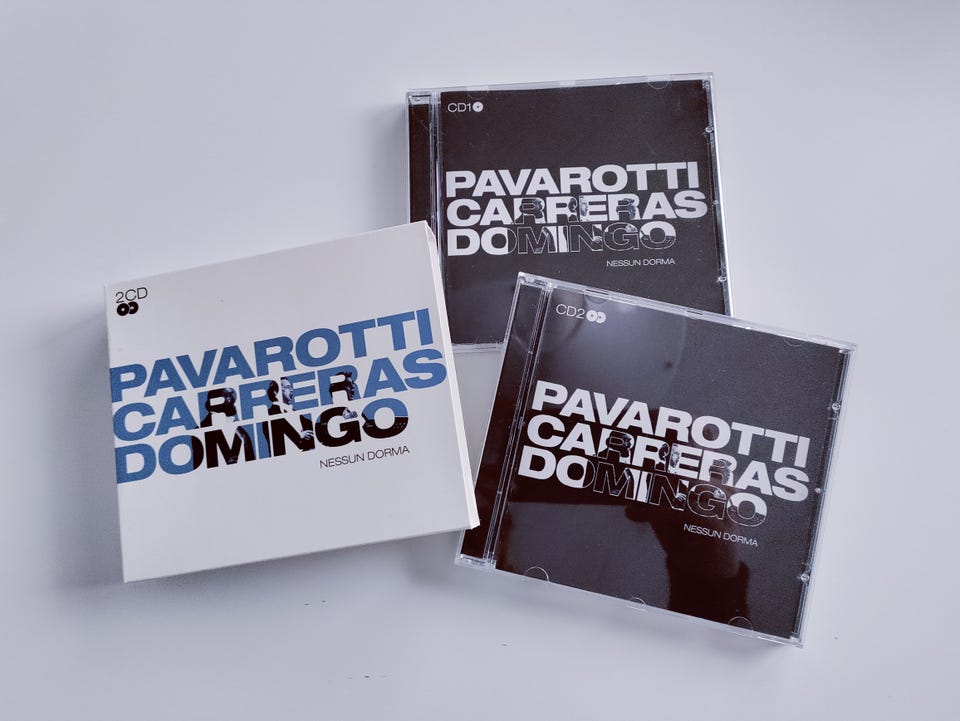 2CD
PAVAROTTI
CARRERAS
DOMINGO
NESSUN DORMA
CD1
PAVAROTTI
CARRERAS
DOMINGO
NESSUN DORMA
CD2
PAVAROTTI
CARRERAS
DOMINGO
NESSUN DORMA